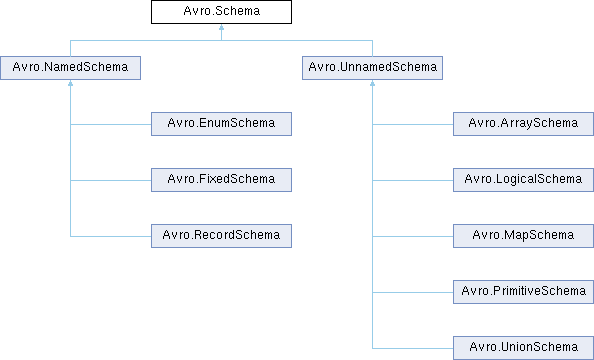 Avro.Schema
Avro.NamedSchema
Avro.UnnamedSchema
Avro.EnumSchema
Avro.ArraySchema
Avro.FixedSchema
Avro.LogicalSchema
Avro.RecordSchema
Avro.MapSchema
Avro.PrimitiveSchema
Avro.UnionSchema